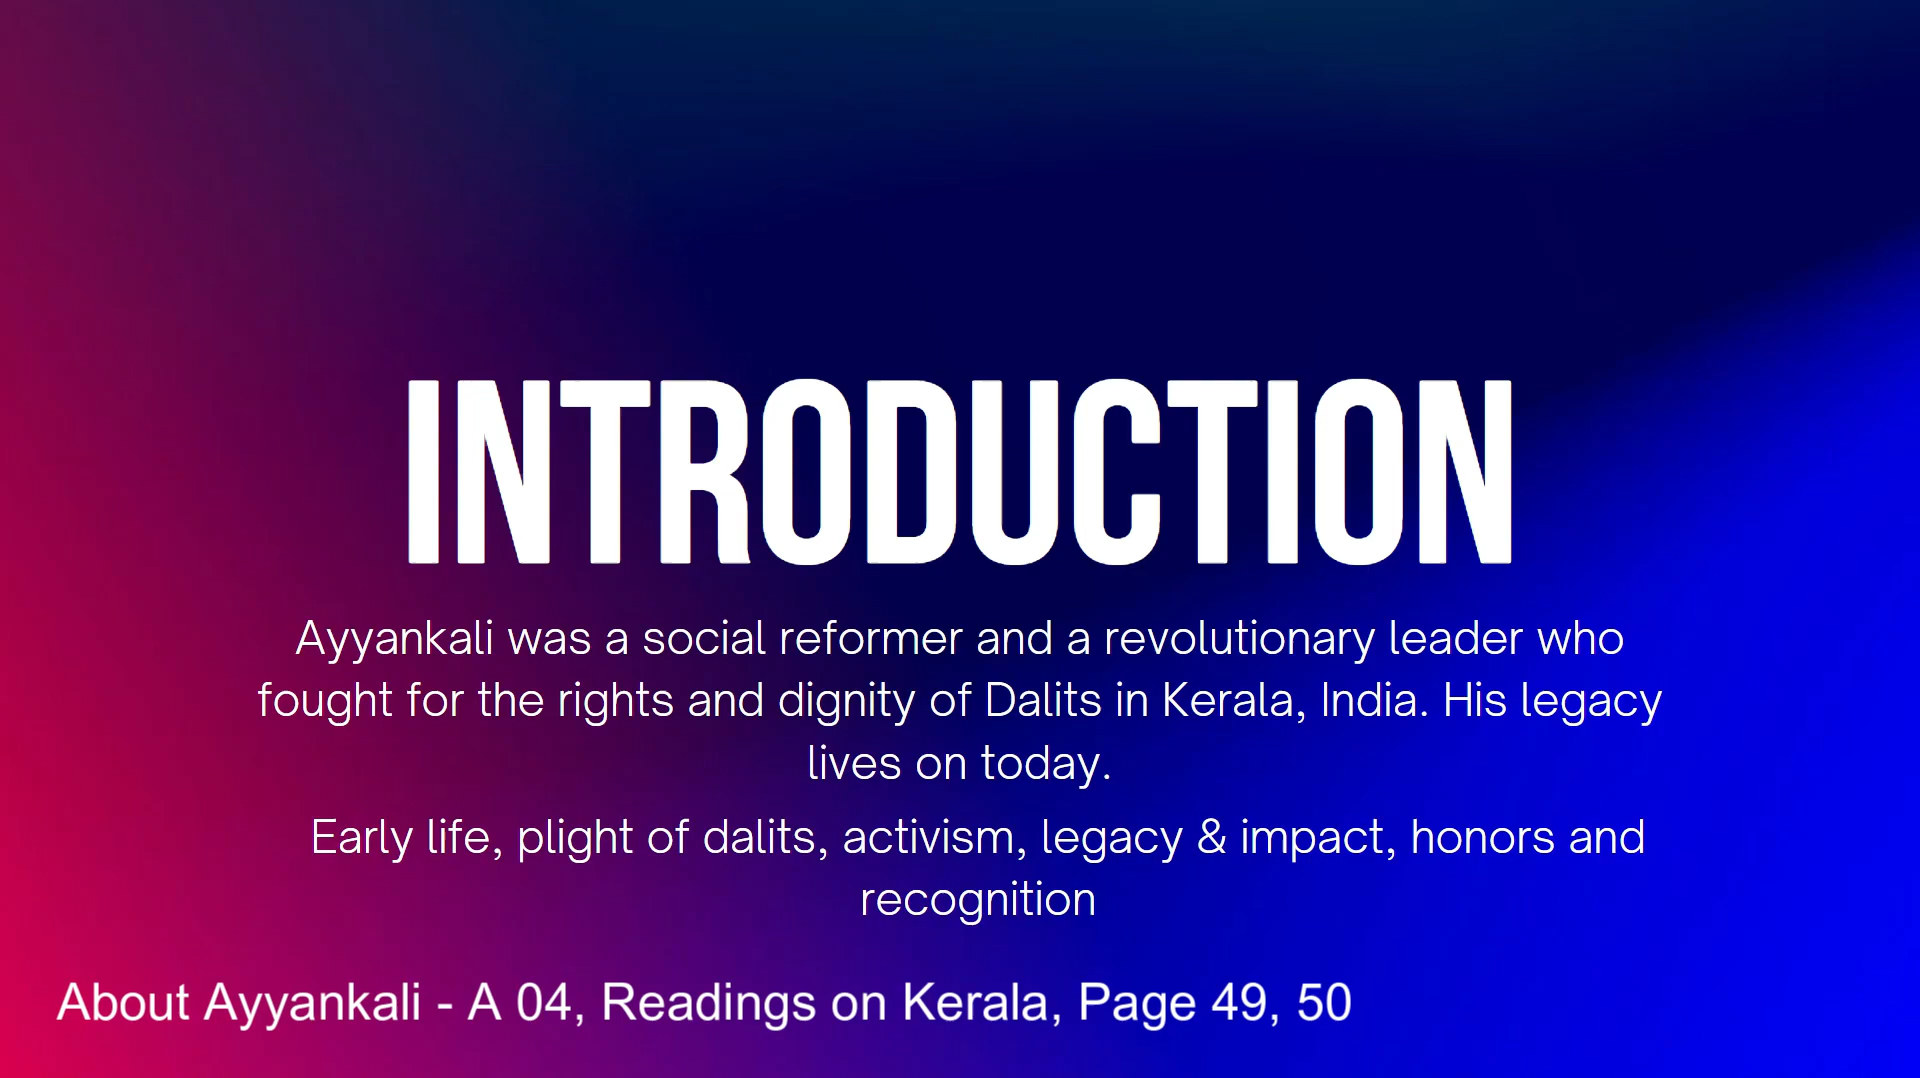 INTRODUCTION
Ayyankali was a social reformer and a revolutionary leader who
fought for the rights and dignity of Dalits in Kerala, India. His legacy
lives on today.
Early life, plight of dalits, activism, legacy & impact, honors and
recognition
About Ayyankali - A 04, Readings on Kerala, Page 49, 50